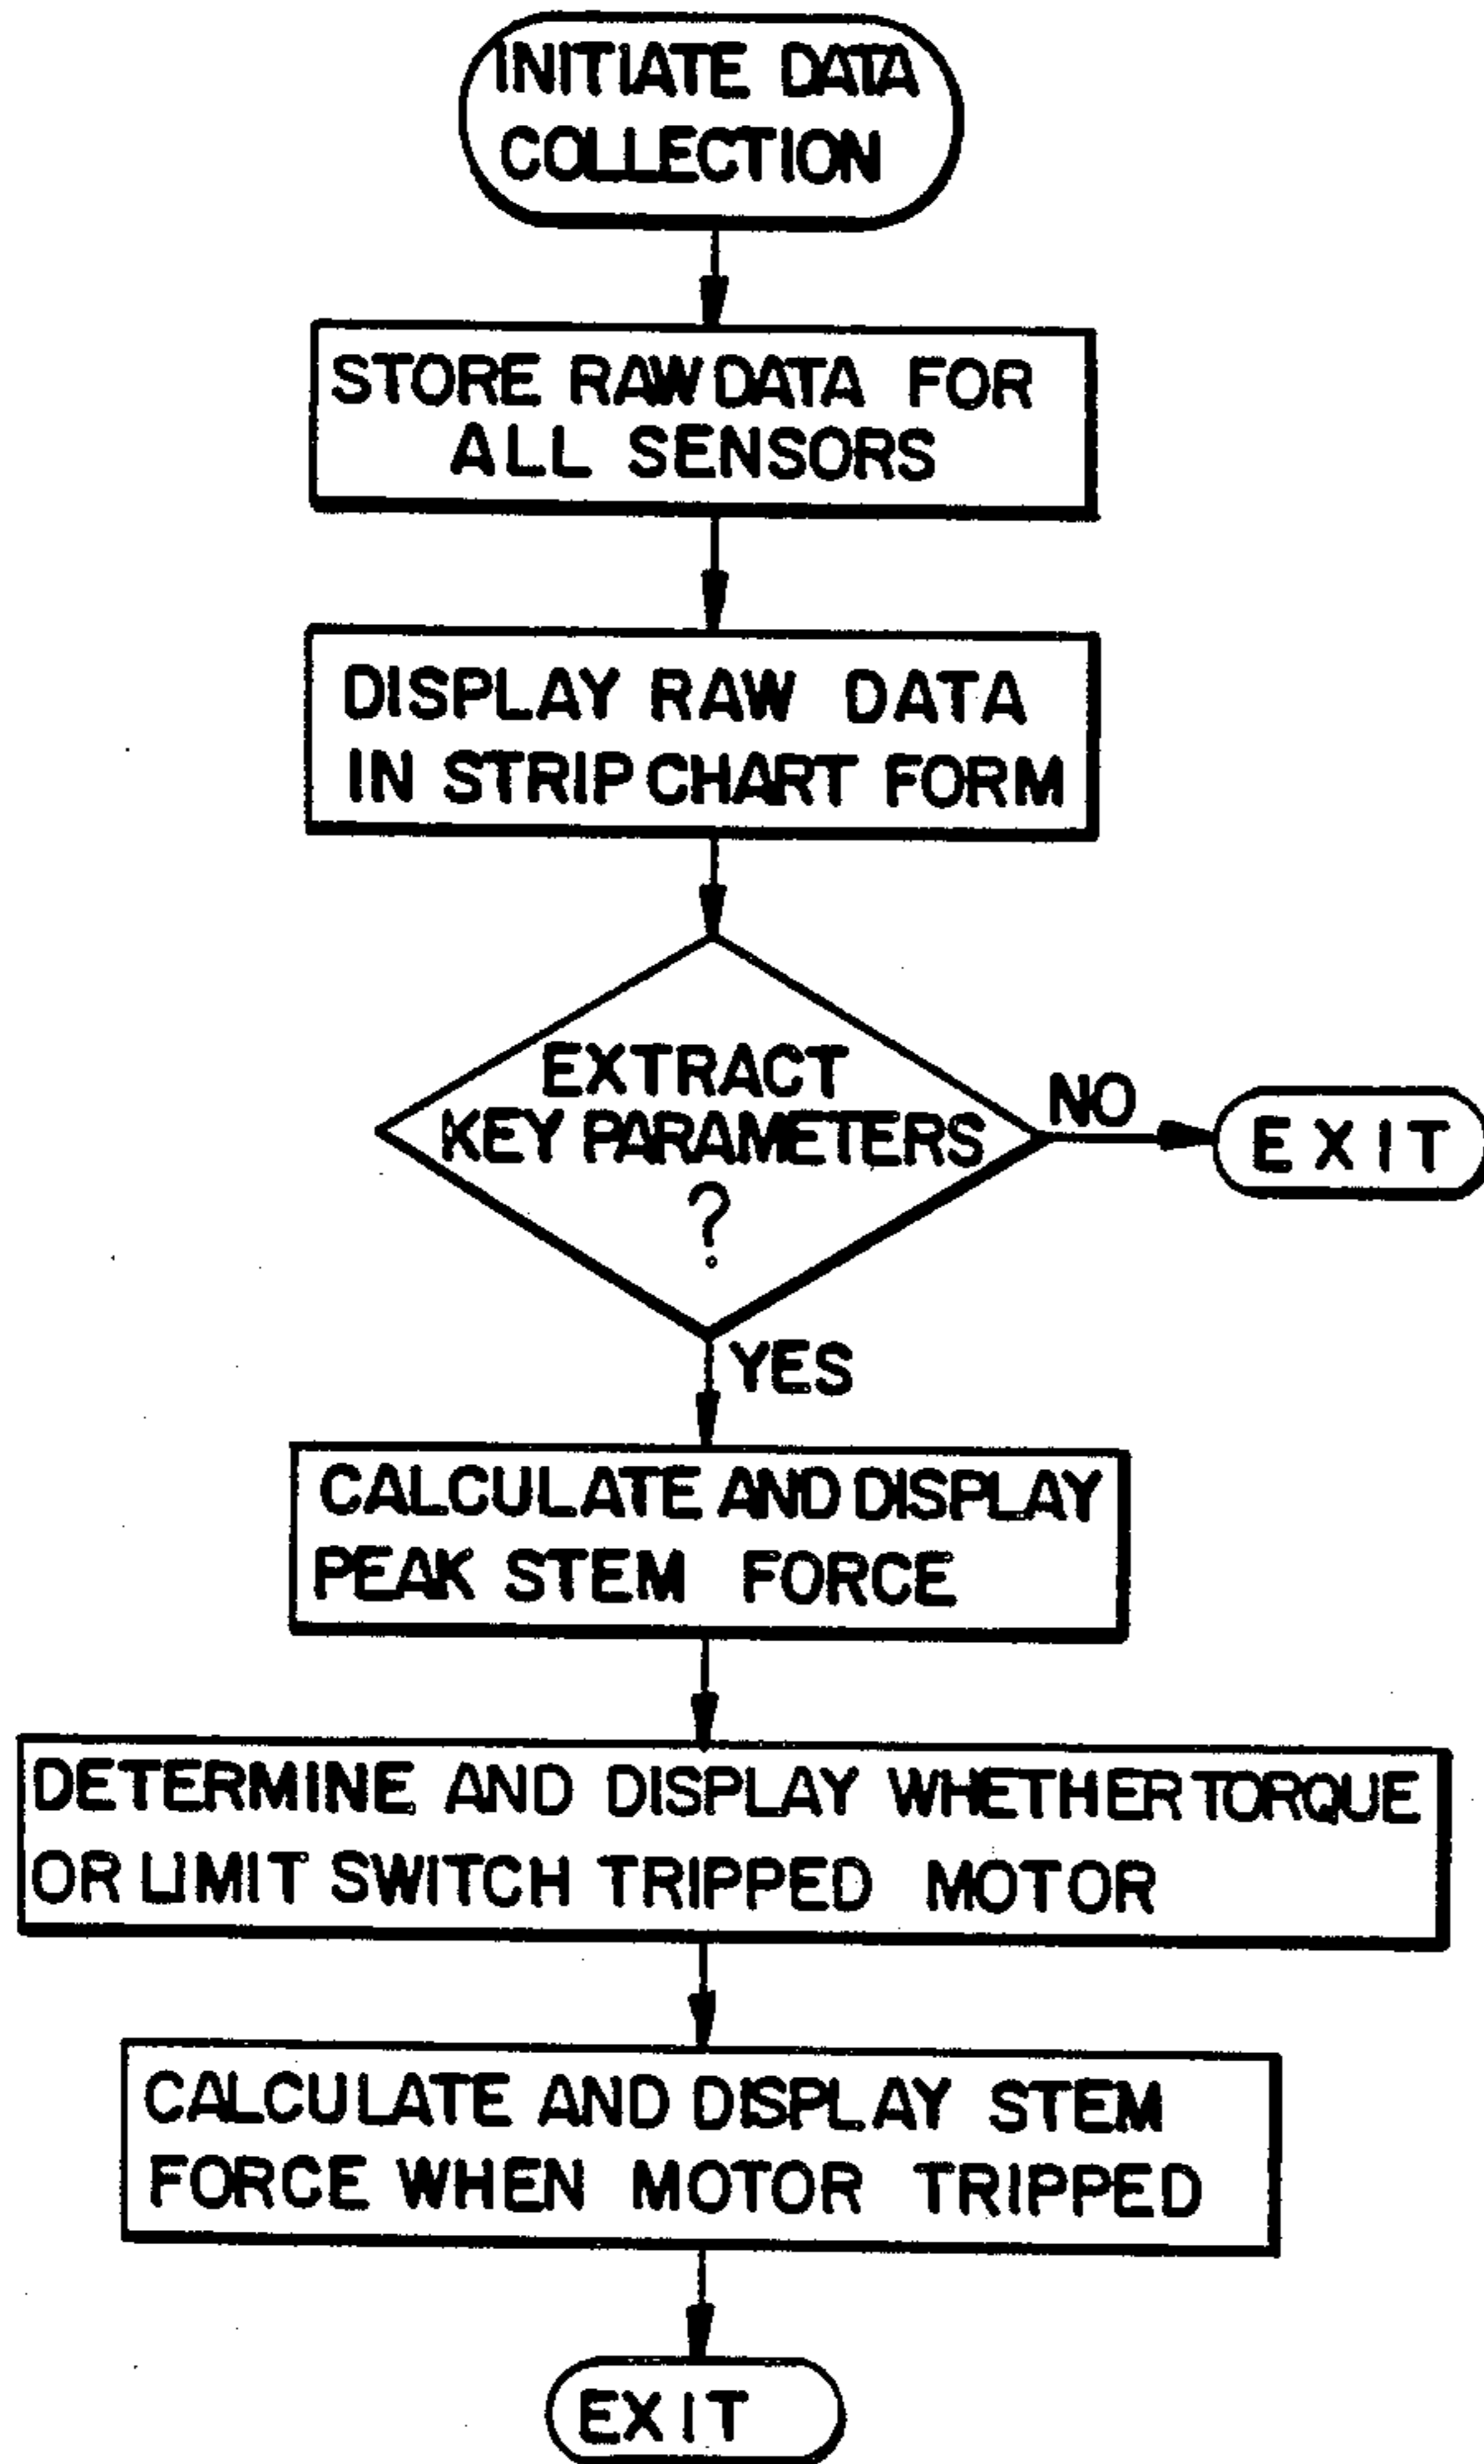 INITIATE DATA
COLLECTION
STORE RAW DATA FOR
ALL SENSORS
DISPLAY RAW DATA
IN STRIP CHART FORM
EXTRACT
KEY PARAMETERS
?
NO
EXIT
YES
CALCULATE AND DISPLAY
PEAK STEM FORCE
DETERMINE AND DISPLAY WHETHER TORQUE
OR LIMIT SWITCH TRIPPED MOTOR
CALCULATE AND DISPLAY STEM
FORCE WHEN MOTOR TRIPPED
EXIT